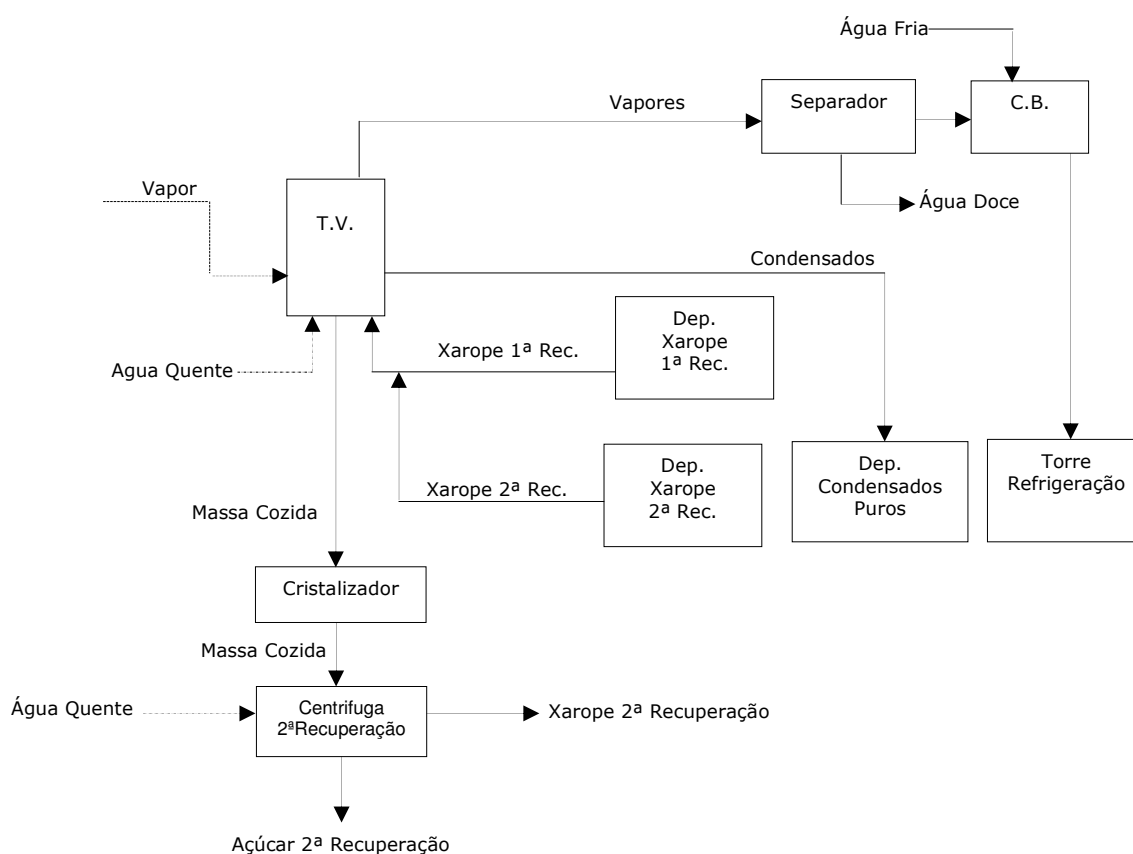 Água Fria
Vapores
Separador
C.B.
Vapor
T.V.
Água Doce
Condensados
Dep.
Xarope
1ª Rec.
Xarope 1ª Rec.
Agua Quente
Dep.
Xarope
2ª Rec.
Xarope 2ª Rec.
Dep.
Condensados
Puros
Torre
Refrigeração
Massa Cozida
Cristalizador
Massa Cozida
Água Quente
Centrifuga
2ªRecuperação
Xarope 2ª Recuperação
Açúcar 2ª Recuperação